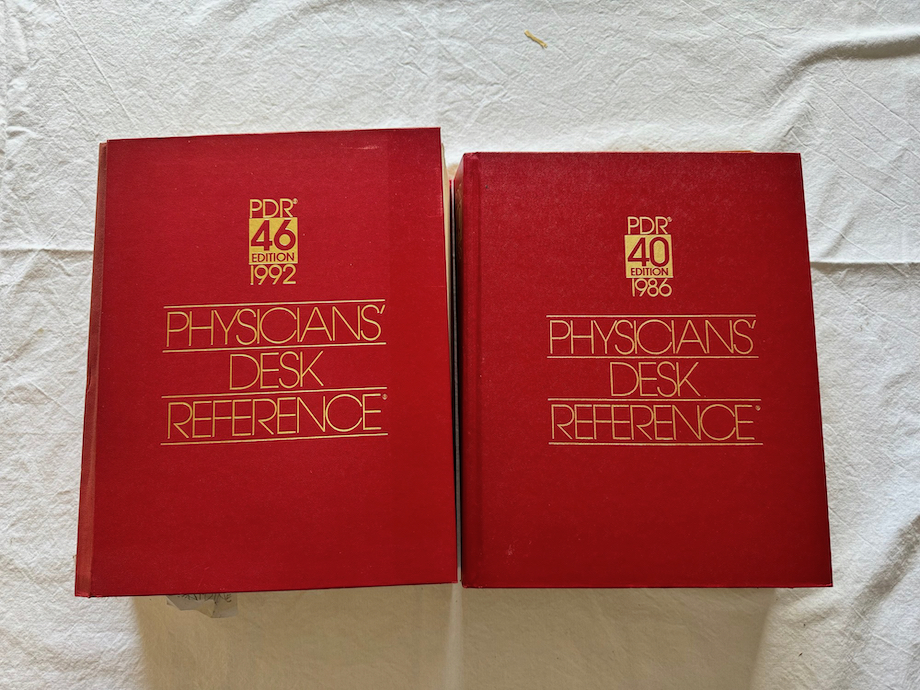 PDR®
46
EDITION
1992
PHYSICIANS'
DESK
REFERENCE®
PDR®
40
EDITION
1986
PHYSICIANS'
DESK
REFERENCE®